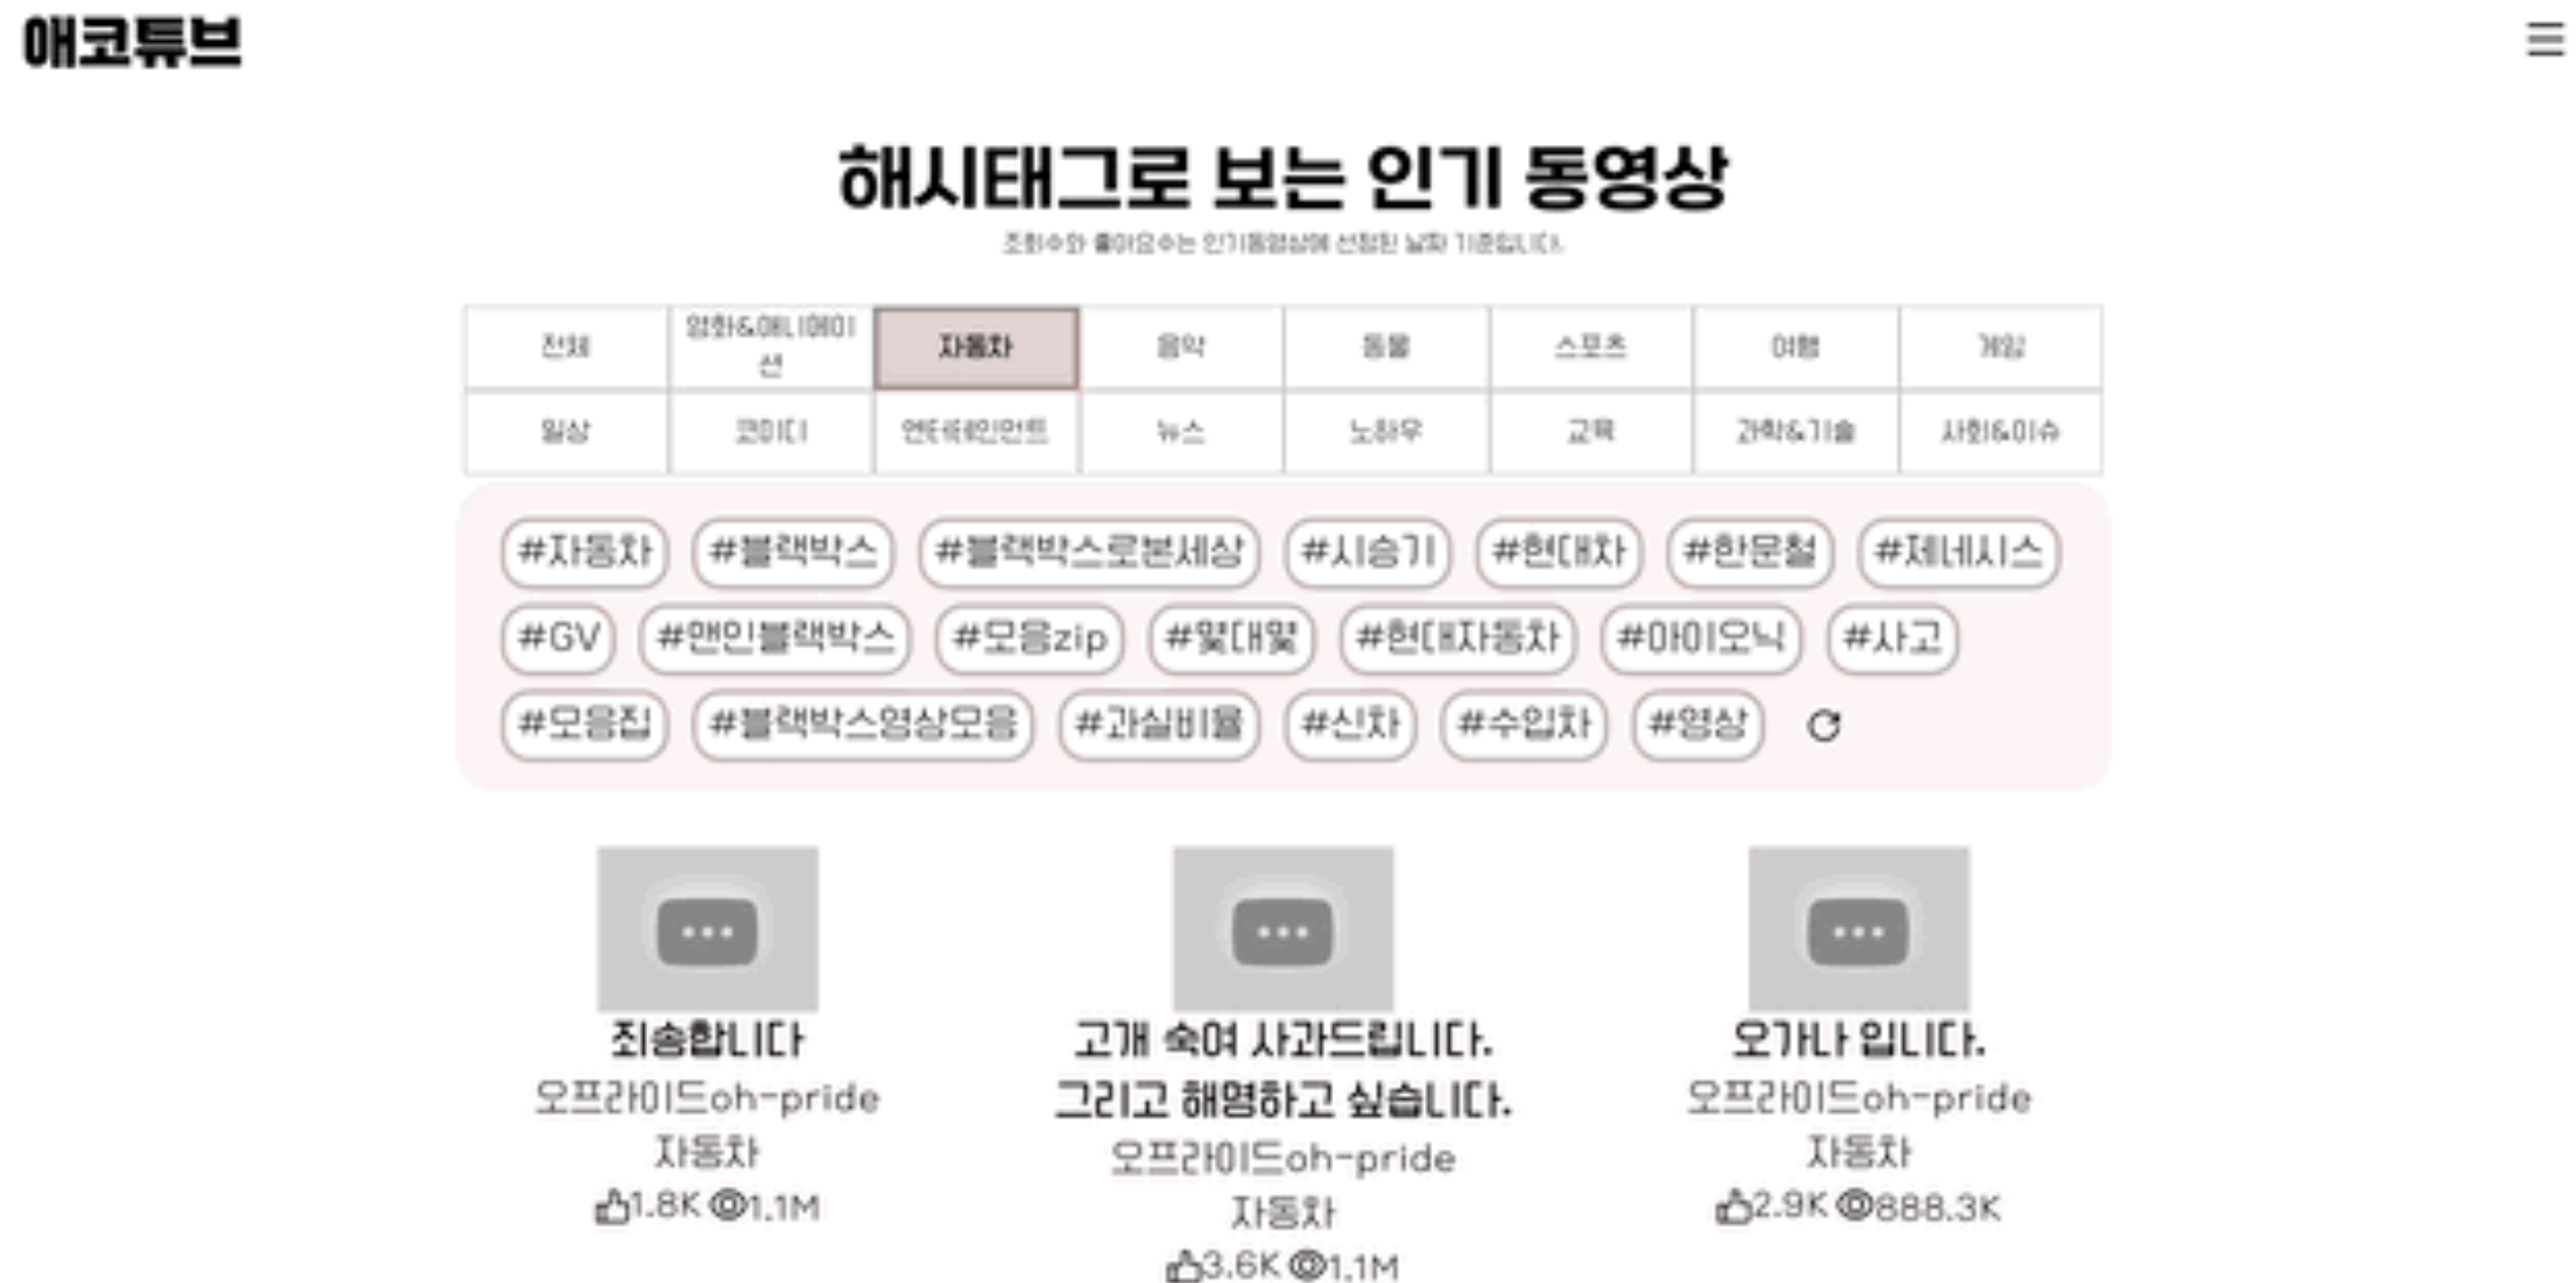 애코튜브
해시태그로 보는 인기 동영상
조회수와 좋아요수는 인기동영상에 선정된 날짜 기준입니다.
전체 영화&애니메이션 자동차 음악 동물 스포츠 여행 게임
일상 코미디 엔터테인먼트 뉴스 노하우 교육 과학&기술 사회&이슈
#자동차 #블랙박스 #블랙박스로본세상 #시승기 #현대차 #한문철 #제네시스
#GV #맨인블랙박스 #모음zip #몇대몇 #현대자동차 #아이오닉 #사고
#모음집 #블랙박스영상모음 #과실비율 #신차 #수입차 #영상
죄송합니다
오프라이드oh-pride
자동차
1.8K 1.1M
고개 숙여 사과드립니다.
그리고 해명하고 싶습니다.
오프라이드oh-pride
자동차
3.6K 1.1M
오가나 입니다.
오프라이드oh-pride
자동차
2.9K 888.3K